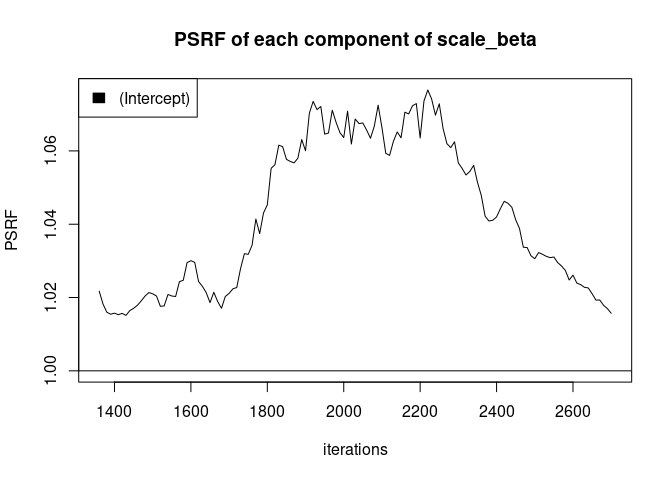 PSRF of each component of scale_beta
(Intercept)
PSRF
1.06
1.04
1.02
1.00
1400 1600 1800 2000 2200 2400 2600
iterations